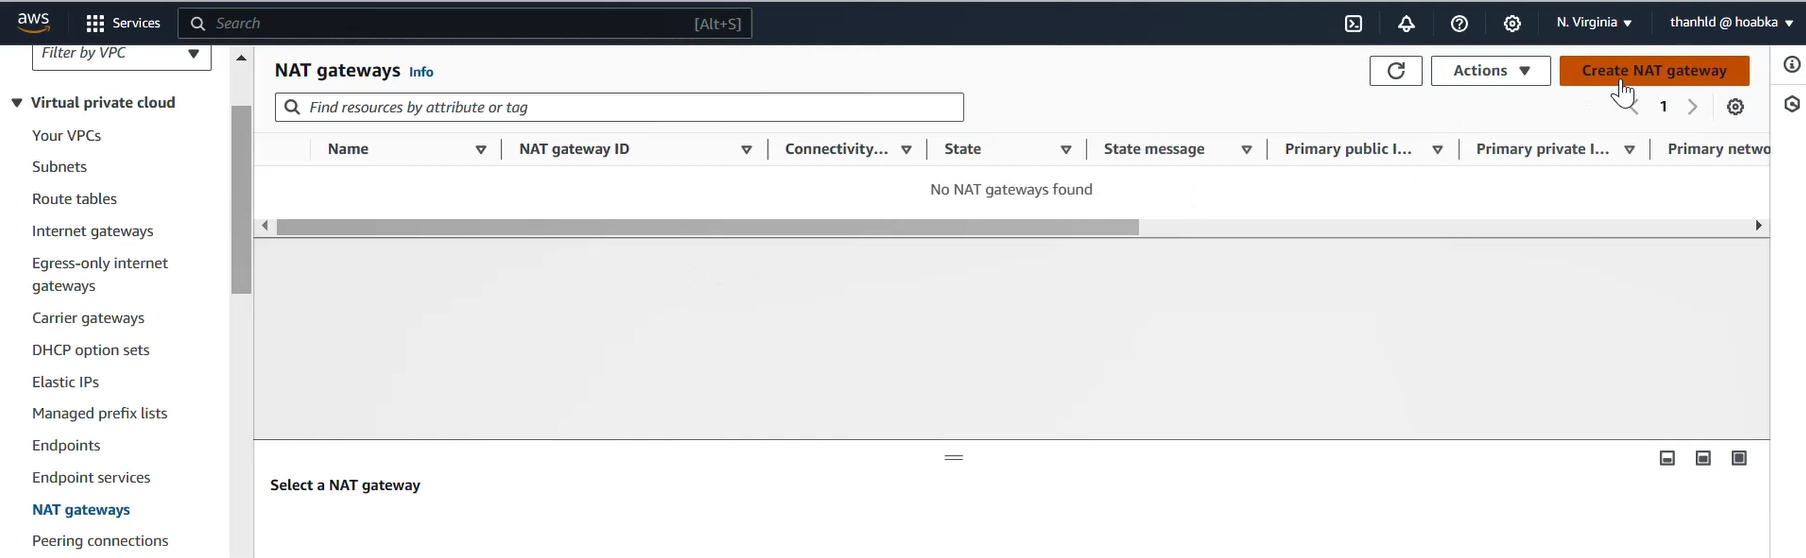 aws Services Search [Alt+S] N. Virginia thanhld @ hoabka
Filter by VPC
Virtual private cloud
Your VPCs
Subnets
Route tables
Internet gateways
Egress-only internet
gateways
Carrier gateways
DHCP option sets
Elastic IPs
Managed prefix lists
Endpoints
Endpoint services
NAT gateways
Peering connections
NAT gateways Info Actions Create NAT gateway
Find resources by attribute or tag 1
Name NAT gateway ID Connectivity... State State message Primary public I... Primary private I... Primary netwo
No NAT gateways found
Select a NAT gateway